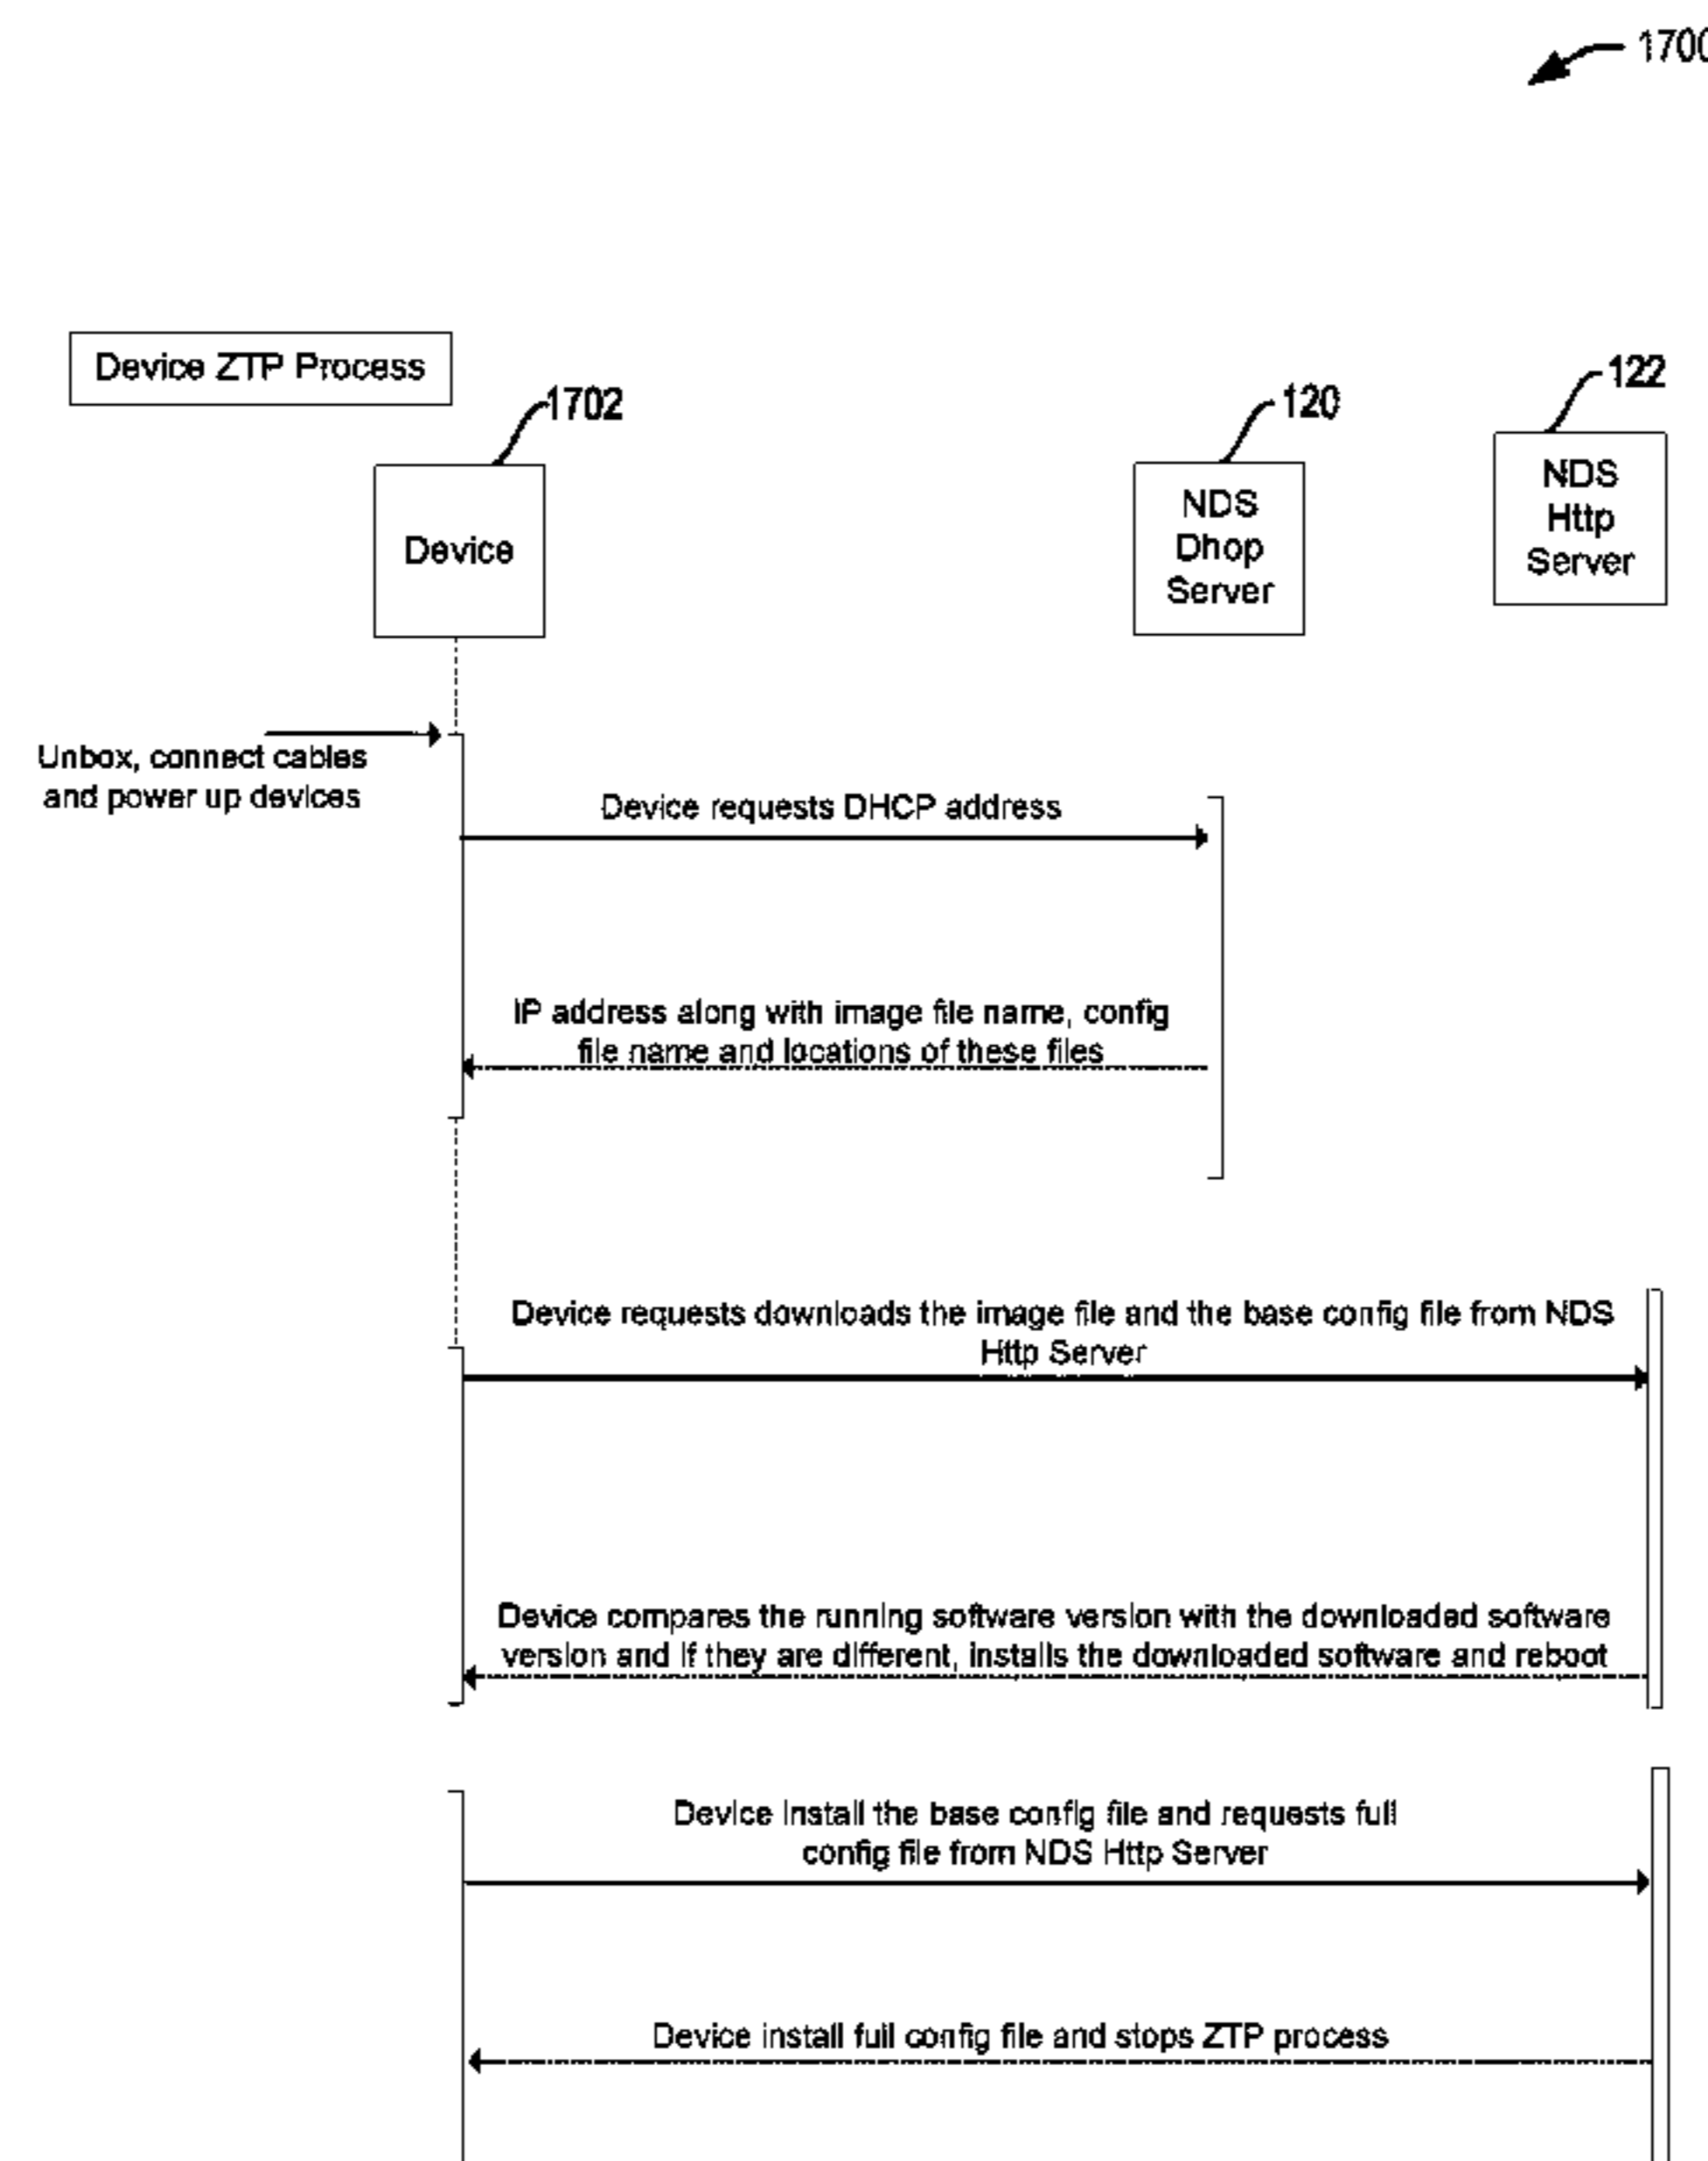 1700
Device ZTP Process
1702
120
122
Device
NDS
Dhop
Server
NDS
Http
Server
Unbox, connect cables
and power up devices
Device requests DHCP address
IP address along with image file name, config
file name and locations of these files
Device requests downloads the image file and the base config file from NDS
Http Server
Device compares the running software version with the downloaded software
version and if they are different, installs the downloaded software and reboot
Device install the base config file and requests full
config file from NDS Http Server
Device install full config file and stops ZTP process